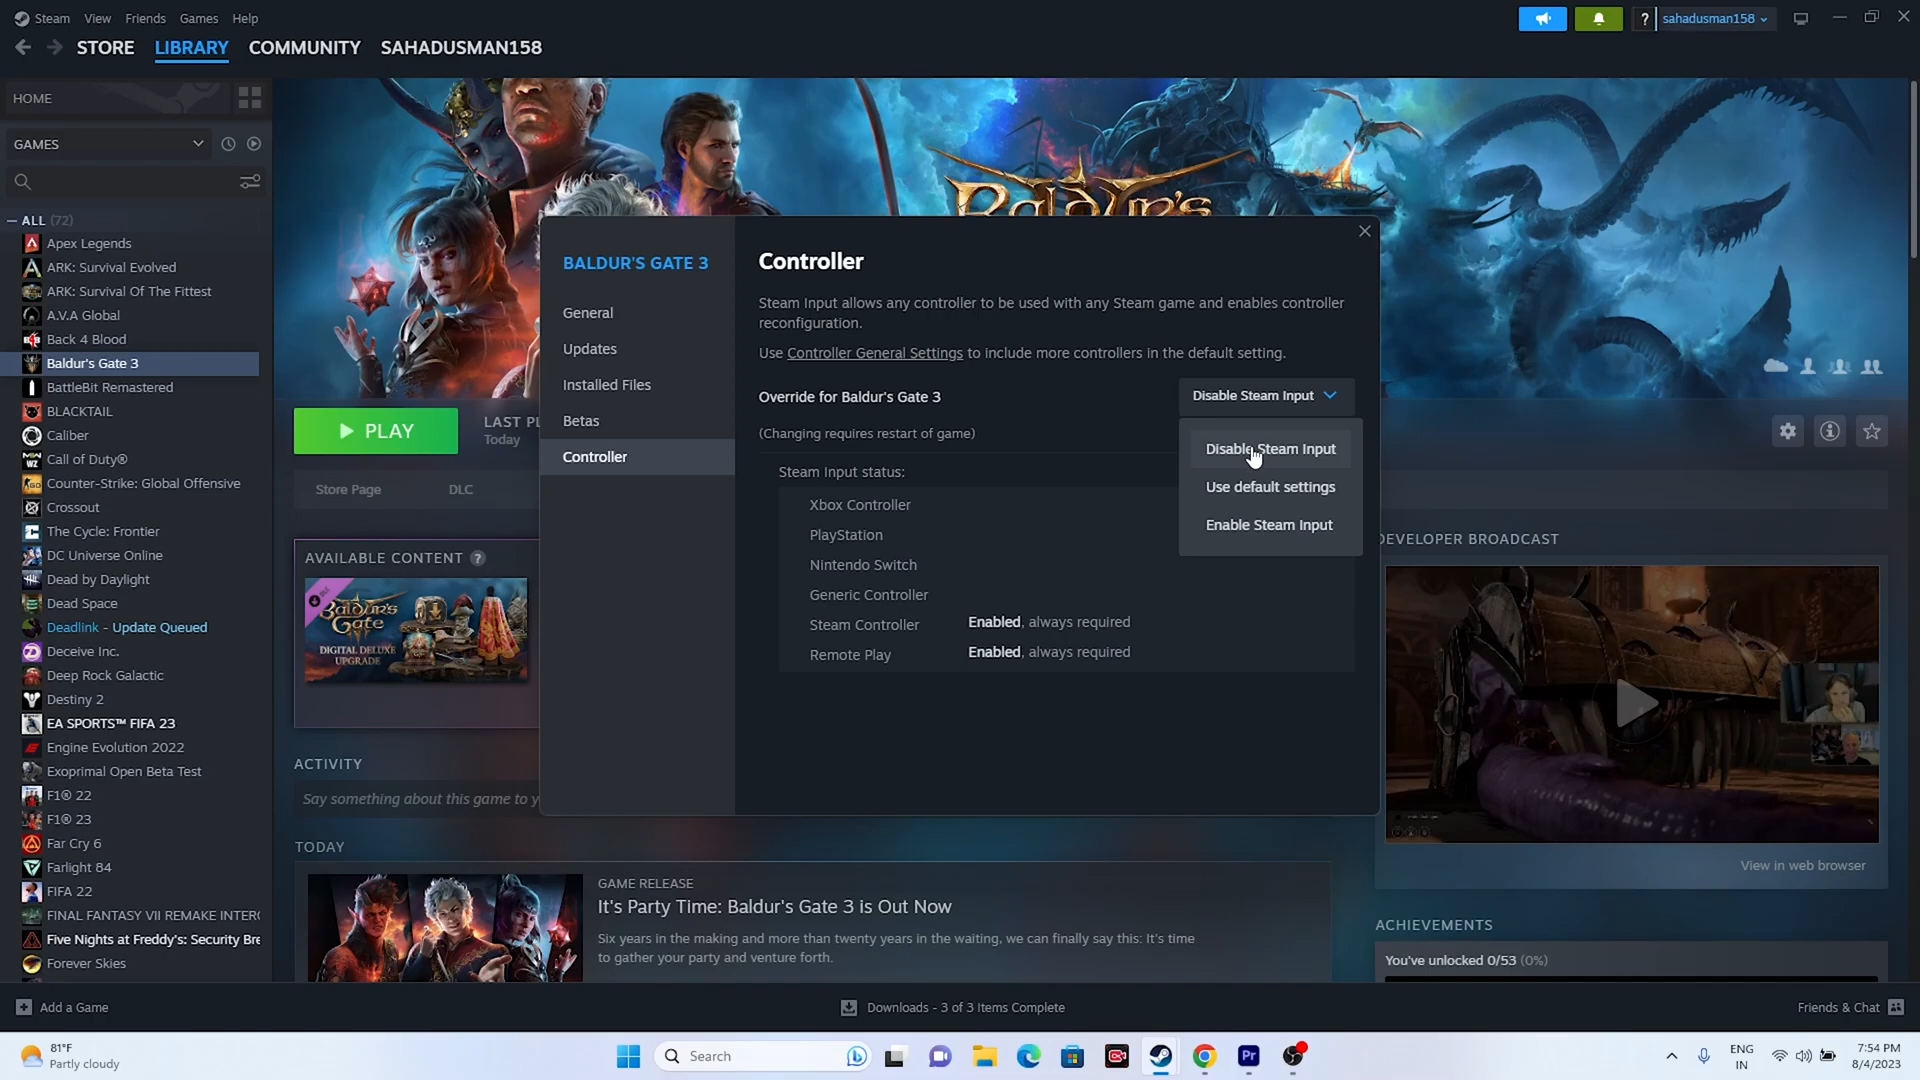 Steam View Friends Games Help
? sahadusman158
STORE LIBRARY COMMUNITY SAHADUSMAN158
HOME
GAMES
ALL (72)
Apex Legends
ARK: Survival Evolved
ARK: Survival Of The Fittest
A.V.A Global
Back 4 Blood
Baldur's Gate 3
BattleBit Remastered
BLACKTAIL
Caliber
Call of Duty®
Counter-Strike: Global Offensive
Crossout
The Cycle: Frontier
DC Universe Online
Dead by Daylight
Dead Space
Deadlink - Update Queued
Deceive Inc.
Deep Rock Galactic
Destiny 2
EA SPORTS™ FIFA 23
Engine Evolution 2022
Exoprimal Open Beta Test
F1® 22
F1® 23
Far Cry 6
Farlight 84
FIFA 22
FINAL FANTASY VII REMAKE INTERG
Five Nights at Freddy's: Security Bre
Forever Skies
Baldur's
PLAY
LAST PL
Today
Store Page DLC
AVAILABLE CONTENT ?
Baldur's
Gate
DIGITAL DELUXE
UPGRADE
ACTIVITY
Say something about this game to y
TODAY
GAME RELEASE
It's Party Time: Baldur's Gate 3 is Out Now
Six years in the making and more than twenty years in the waiting, we can finally say this: It's time
to gather your party and venture forth.
BALDUR'S GATE 3
General
Updates
Installed Files
Betas
Controller
Controller
Steam Input allows any controller to be used with any Steam game and enables controller
reconfiguration.
Use Controller General Settings to include more controllers in the default setting.
Override for Baldur's Gate 3
Disable Steam Input
(Changing requires restart of game)
Disable Steam Input
Use default settings
Enable Steam Input
Steam Input status:
Xbox Controller
PlayStation
Nintendo Switch
Generic Controller
Steam Controller Enabled, always required
Remote Play Enabled, always required
DEVELOPER BROADCAST
View in web browser
ACHIEVEMENTS
You've unlocked 0/53 (0%)
Add a Game
Downloads - 3 of 3 Items Complete
Friends & Chat
81°F
Partly cloudy
Search
Pr
ENG
IN
7:54 PM
8/4/2023